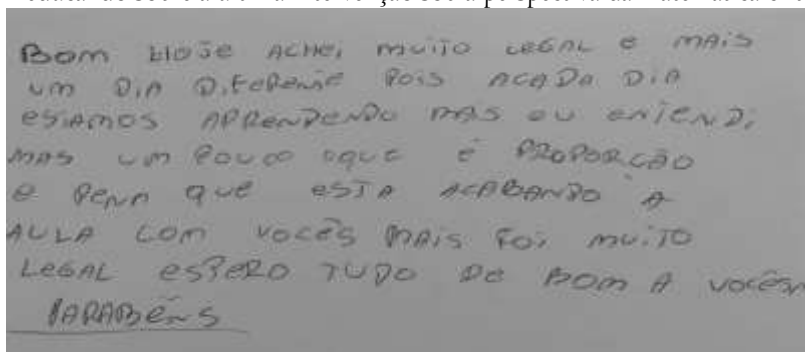 BOM HOJE ACHEI muito LEGAL e mAis
um DiA DiFeRente Pois ACADA DiA
esTAmos APRenDenDo mAS eu enTenDi
mAS um Pouco oque é PROPORÇÃO
e PenA que esTA ACABANDO A
AULA com vocês mAis Foi muiTO
LEGAL esPeRO TUDO De BOM A vocês
PARABéns